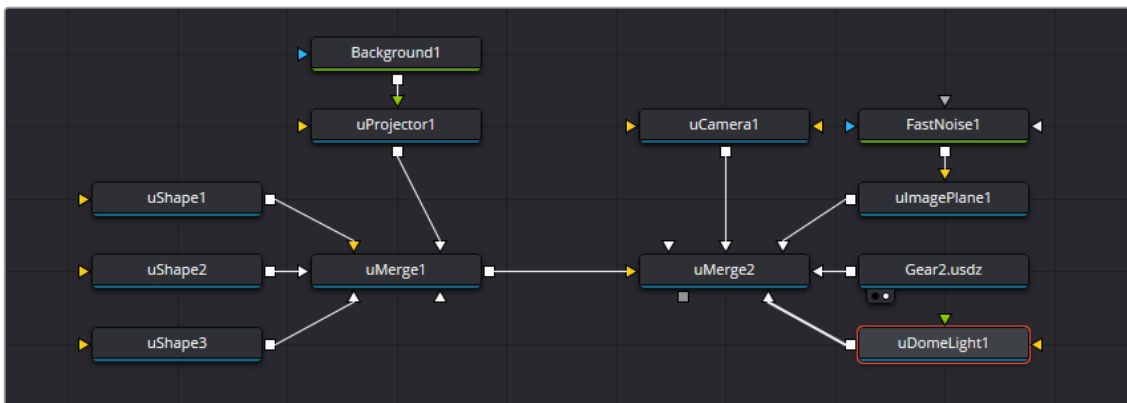 Background1
uProjector1
uCamera1
FastNoise1
uShape1
uImagePlane1
uShape2
uMerge1
uMerge2
Gear2.usdz
uShape3
uDomeLight1